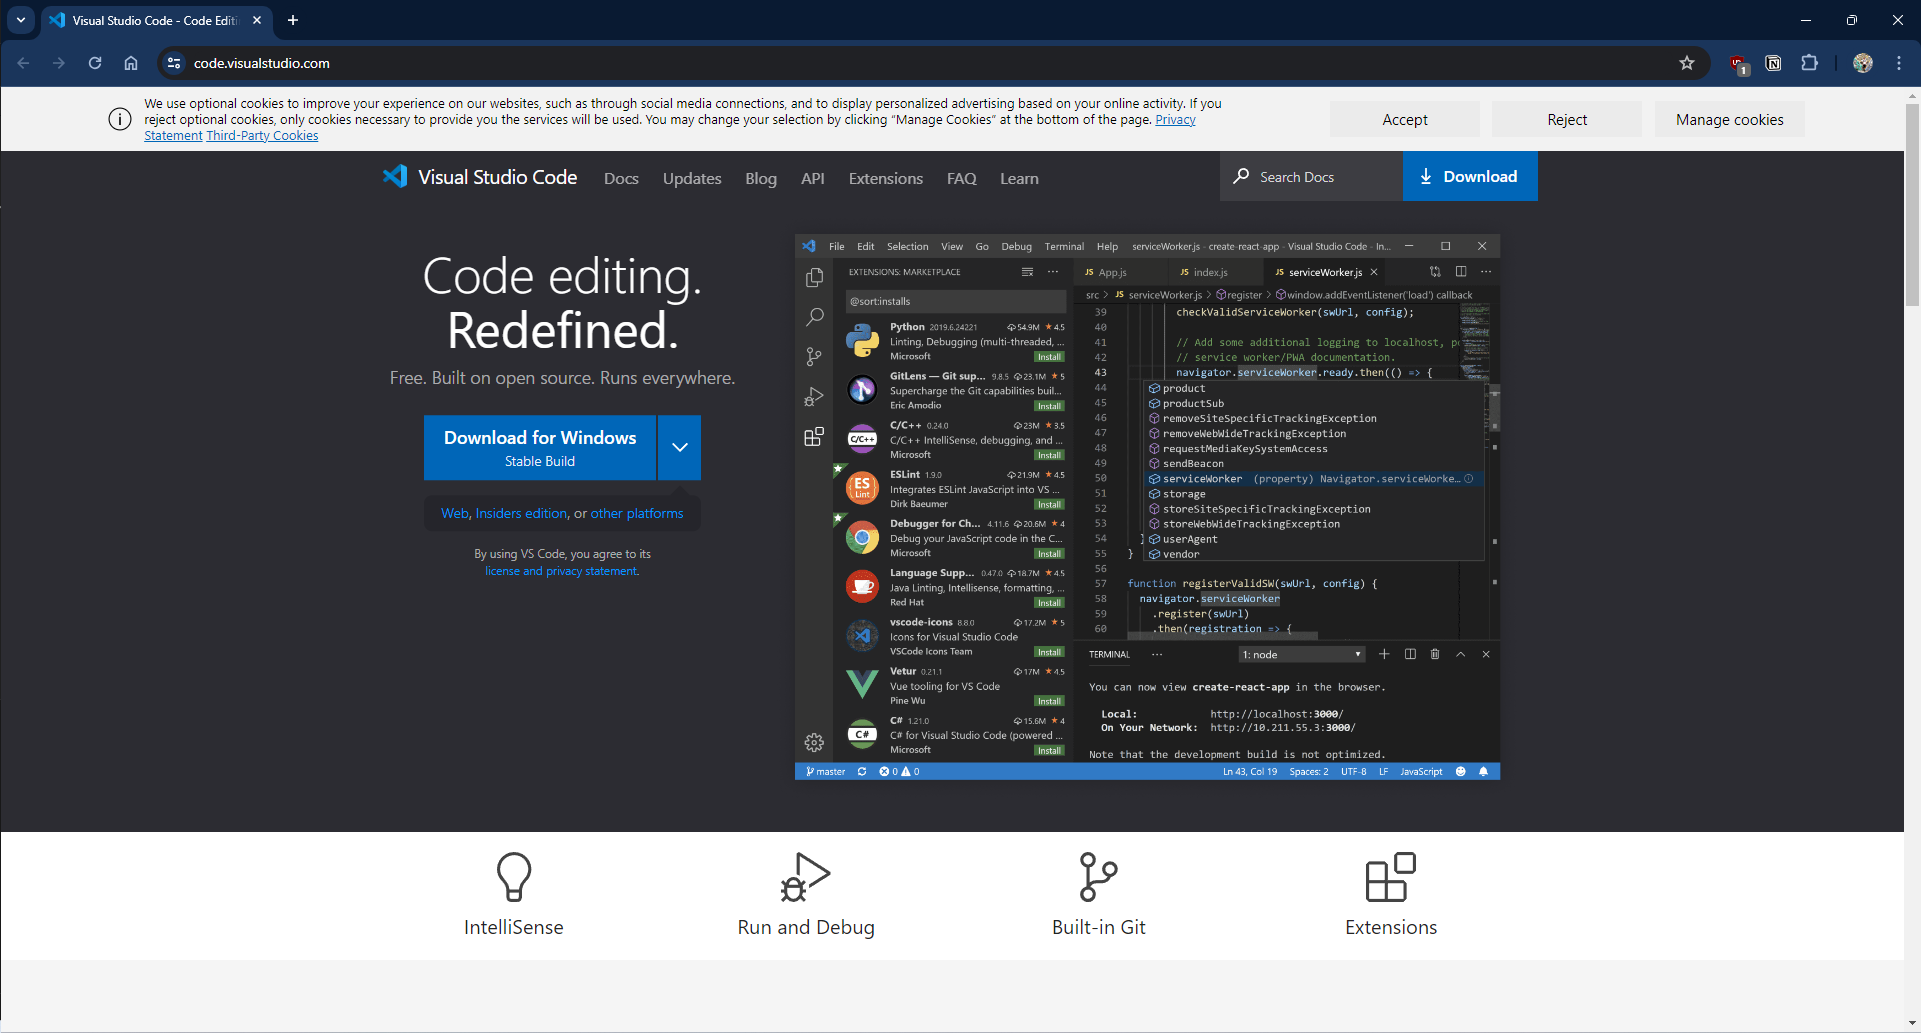 Visual Studio Code - Code Editi
code.visualstudio.com
1
We use optional cookies to improve your experience on our websites, such as through social media connections, and to display personalized advertising based on your online activity. If you
reject optional cookies, only cookies necessary to provide you the services will be used. You may change your selection by clicking “Manage Cookies” at the bottom of the page. Privacy
Statement Third-Party Cookies
Accept
Reject
Manage cookies
Visual Studio Code
Docs
Updates
Blog
API
Extensions
FAQ
Learn
Search Docs
Download
Code editing.
Redefined.
Free. Built on open source. Runs everywhere.
Download for Windows
Stable Build
Web, Insiders edition, or other platforms
By using VS Code, you agree to its
license and privacy statement.
File Edit Selection View Go Debug Terminal Help serviceWorker.js - create-react-app - Visual Studio Code - In...
EXTENSIONS: MARKETPLACE
@sort:installs
Python 2019.6.24221 54.9M 4.5
Linting, Debugging (multi-threaded, ...
Microsoft Install
GitLens — Git sup... 9.8.5 23.1M 5
Supercharge the Git capabilities buil...
Eric Amodio Install
C/C++
C/C++ 0.24.0 23M 3.5
C/C++ IntelliSense, debugging, and ...
Microsoft Install
ES
Lint
ESLint 1.9.0 21.9M 4.5
Integrates ESLint JavaScript into VS ...
Dirk Baeumer Install
Debugger for Ch... 4.11.6 20.6M 4
Debug your JavaScript code in the C...
Microsoft Install
Language Supp... 0.47.0 18.7M 4.5
Java Linting, Intellisense, formatting, ...
Red Hat Install
vscode-icons 8.8.0 17.2M 5
Icons for Visual Studio Code
VSCode Icons Team Install
Vetur 0.21.1 17M 4.5
Vue tooling for VS Code
Pine Wu Install
C#
C# 1.21.0 15.6M 4
C# for Visual Studio Code (powered ...
Microsoft Install
JS App.js
JS index.js
JS serviceWorker.js
src > JS serviceWorker.js > register > window.addEventListener('load') callback
39 checkValidServiceWorker(swUrl, config);
40
41 // Add some additional logging to localhost, po
42 // service worker/PWA documentation.
43 navigator.serviceWorker.ready.then(() => {
44 product
45 productSub
46 removeSiteSpecificTrackingException
47 removeWebWideTrackingException
48 requestMediaKeySystemAccess
49 sendBeacon
50 serviceWorker (property) Navigator.serviceWorke...
51 storage
52 storeSiteSpecificTrackingException
53 storeWebWideTrackingException
54 } userAgent
55 } vendor
56
57 function registerValidSW(swUrl, config) {
58 navigator.serviceWorker
59 .register(swUrl)
60 .then(registration => {
TERMINAL ... 1: node
You can now view create-react-app in the browser.
Local: http://localhost:3000/
On Your Network: http://10.211.55.3:3000/
Note that the development build is not optimized.
master 0 0 Ln 43, Col 19 Spaces: 2 UTF-8 LF JavaScript
IntelliSense
Run and Debug
Built-in Git
Extensions